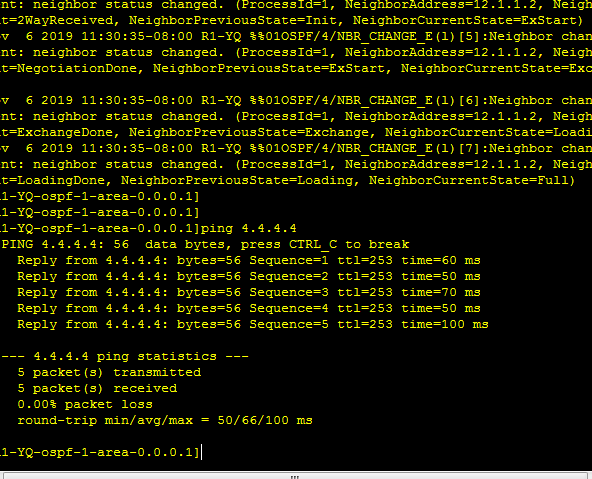 nt: neighbor status changed. (ProcessId=1, NeighborAddress=12.1.1.2, Neigh
t=2WayReceived, NeighborPreviousState=Init, NeighborCurrentState=ExStart)
ov  6 2019 11:30:35-08:00 R1-YQ %%01OSPF/4/NBR_CHANGE_E(l)[5]:Neighbor chan
nt: neighbor status changed. (ProcessId=1, NeighborAddress=12.1.1.2, Neigh
t=NegotiationDone, NeighborPreviousState=ExStart, NeighborCurrentState=Exc
ov  6 2019 11:30:35-08:00 R1-YQ %%01OSPF/4/NBR_CHANGE_E(l)[6]:Neighbor chan
nt: neighbor status changed. (ProcessId=1, NeighborAddress=12.1.1.2, Neigh
t=ExchangeDone, NeighborPreviousState=Exchange, NeighborCurrentState=Loadi
ov  6 2019 11:30:35-08:00 R1-YQ %%01OSPF/4/NBR_CHANGE_E(l)[7]:Neighbor chan
nt: neighbor status changed. (ProcessId=1, NeighborAddress=12.1.1.2, Neigh
t=LoadingDone, NeighborPreviousState=Loading, NeighborCurrentState=Full)
1-YQ-ospf-1-area-0.0.0.1]
1-YQ-ospf-1-area-0.0.0.1]
1-YQ-ospf-1-area-0.0.0.1]ping 4.4.4.4
PING 4.4.4.4: 56  data bytes, press CTRL_C to break
Reply from 4.4.4.4: bytes=56 Sequence=1 ttl=253 time=60 ms
Reply from 4.4.4.4: bytes=56 Sequence=2 ttl=253 time=50 ms
Reply from 4.4.4.4: bytes=56 Sequence=3 ttl=253 time=70 ms
Reply from 4.4.4.4: bytes=56 Sequence=4 ttl=253 time=50 ms
Reply from 4.4.4.4: bytes=56 Sequence=5 ttl=253 time=100 ms
--- 4.4.4.4 ping statistics ---
5 packet(s) transmitted
5 packet(s) received
0.00% packet loss
round-trip min/avg/max = 50/66/100 ms
1-YQ-ospf-1-area-0.0.0.1]